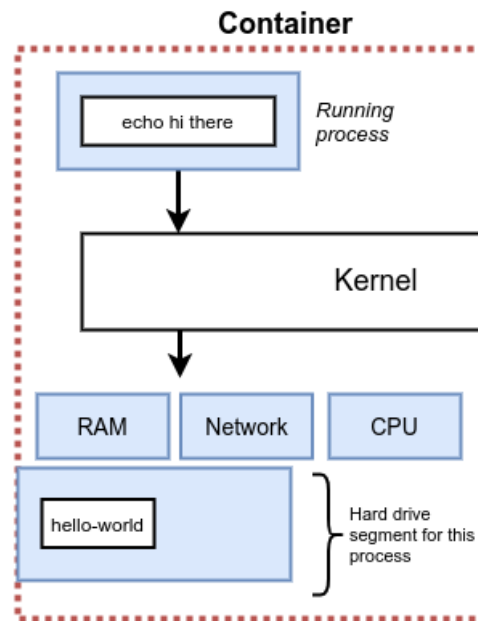 Container
echo hi there
Running
process
Kernel
RAM
Network
CPU
hello-world
Hard drive
segment for this
process